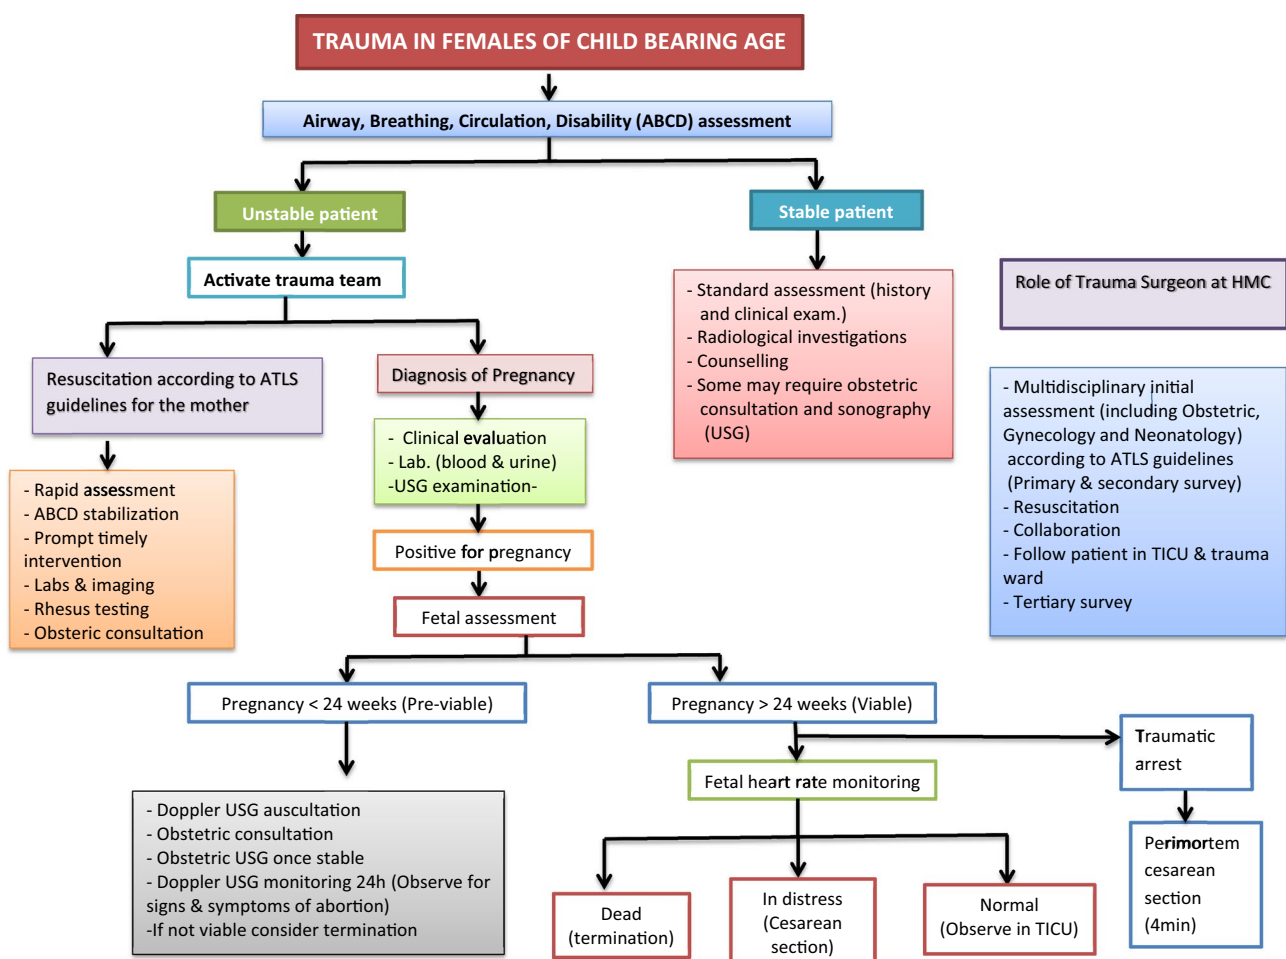 TRAUMA IN FEMALES OF CHILD BEARING AGE
Airway, Breathing, Circulation, Disability (ABCD) assessment
Unstable patient
Stable patient
Activate trauma team
- Standard assessment (history
and clinical exam.)
- Radiological investigations
- Counselling
- Some may require obstetric
consultation and sonography
(USG)
Role of Trauma Surgeon at HMC
Resuscitation according to ATLS
guidelines for the mother
Diagnosis of Pregnancy
- Multidisciplinary initial
assessment (including Obstetric,
Gynecology and Neonatology)
according to ATLS guidelines
(Primary & secondary survey)
- Resuscitation
- Collaboration
- Follow patient in TICU & trauma
ward
- Tertiary survey
- Clinical evaluation
- Lab. (blood & urine)
-USG examination-
- Rapid assessment
- ABCD stabilization
- Prompt timely
intervention
- Labs & imaging
- Rhesus testing
- Obsteric consultation
Positive for pregnancy
Fetal assessment
Pregnancy < 24 weeks (Pre-viable)
Pregnancy > 24 weeks (Viable)
Traumatic
arrest
Fetal heart rate monitoring
- Doppler USG auscultation
- Obstetric consultation
- Obstetric USG once stable
- Doppler USG monitoring 24h (Observe for
signs & symptoms of abortion)
-If not viable consider termination
Perimortem
cesarean
section
(4min)
Dead
(termination)
In distress
(Cesarean
section)
Normal
(Observe in TICU)